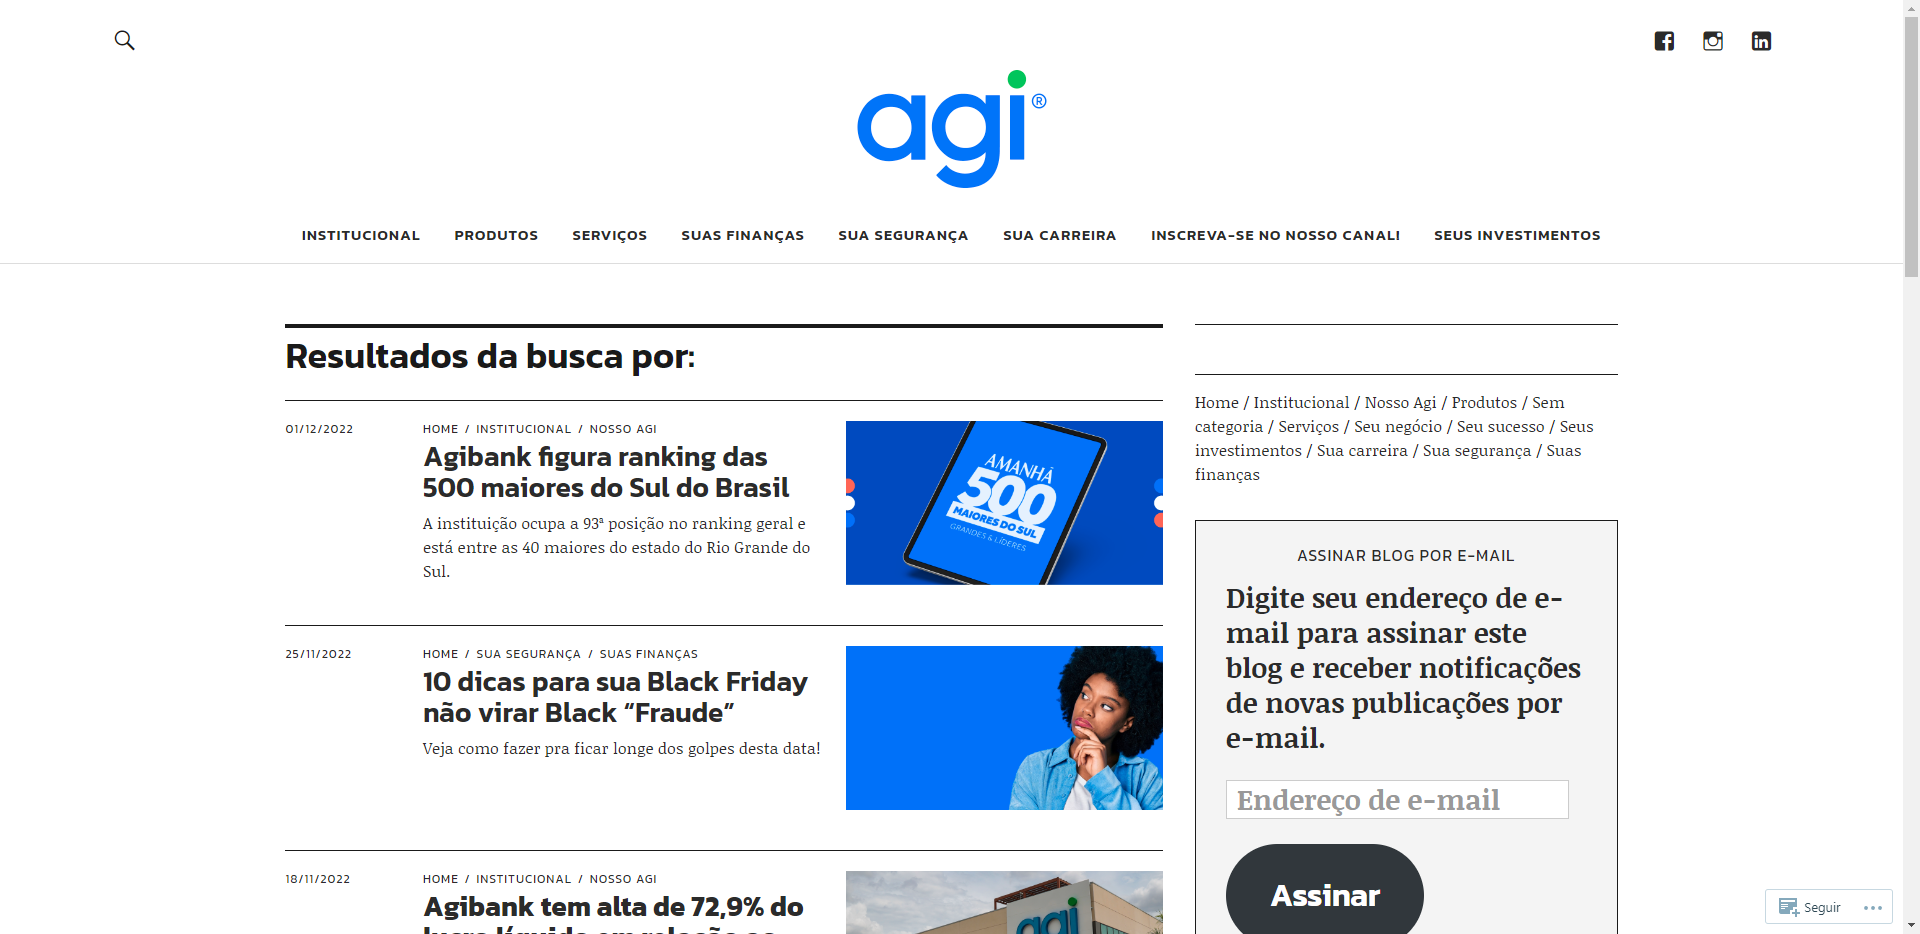 agi®
INSTITUCIONAL PRODUTOS SERVIÇOS SUAS FINANÇAS SUA SEGURANÇA SUA CARREIRA INSCREVA-SE NO NOSSO CANAL! SEUS INVESTIMENTOS
Resultados da busca por:
01/12/2022
HOME / INSTITUCIONAL / NOSSO AGI
Agibank figura ranking das
500 maiores do Sul do Brasil
A instituição ocupa a 93ª posição no ranking geral e
está entre as 40 maiores do estado do Rio Grande do
Sul.
AMANHÃ
500
MAIORES DO SUL
GRANDES & LÍDERES
25/11/2022
HOME / SUA SEGURANÇA / SUAS FINANÇAS
10 dicas para sua Black Friday
não virar Black “Fraude”
Veja como fazer pra ficar longe dos golpes desta data!
18/11/2022
HOME / INSTITUCIONAL / NOSSO AGI
Agibank tem alta de 72,9% do
lucro líquido em relação ao
agi
Home / Institucional / Nosso Agi / Produtos / Sem
categoria / Serviços / Seu negócio / Seu sucesso / Seus
investimentos / Sua carreira / Sua segurança / Suas
finanças
ASSINAR BLOG POR E-MAIL
Digite seu endereço de e-
mail para assinar este
blog e receber notificações
de novas publicações por
e-mail.
Endereço de e-mail
Assinar
Seguir